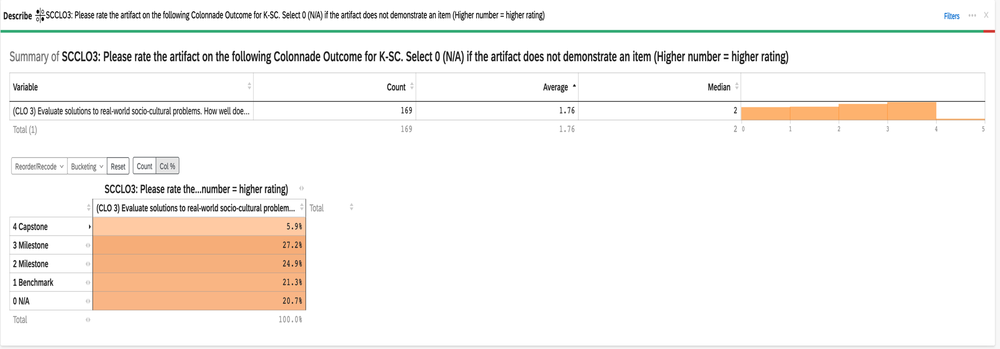 Describe SCCLO3: Please rate the artifact on the following Colonnade Outcome for K-SC. Select 0 (N/A) if the artifact does not demonstrate an item (Higher number = higher rating) Filters ••• X
Summary of SCCLO3: Please rate the artifact on the following Colonnade Outcome for K-SC. Select 0 (N/A) if the artifact does not demonstrate an item (Higher number = higher rating)
Variable Count Average Median
(CLO 3) Evaluate solutions to real-world socio-cultural problems. How well doe... 169 1.76 2
Total (1) 169 1.76 2 0 1 2 3 4 5
Reorder/Recode Bucketing Reset Count Col %
SCCLO3: Please rate the...number = higher rating)
(CLO 3) Evaluate solutions to real-world socio-cultural problem... Total
4 Capstone 5.9%
3 Milestone 27.2%
2 Milestone 24.9%
1 Benchmark 21.3%
0 N/A 20.7%
Total 100.0%